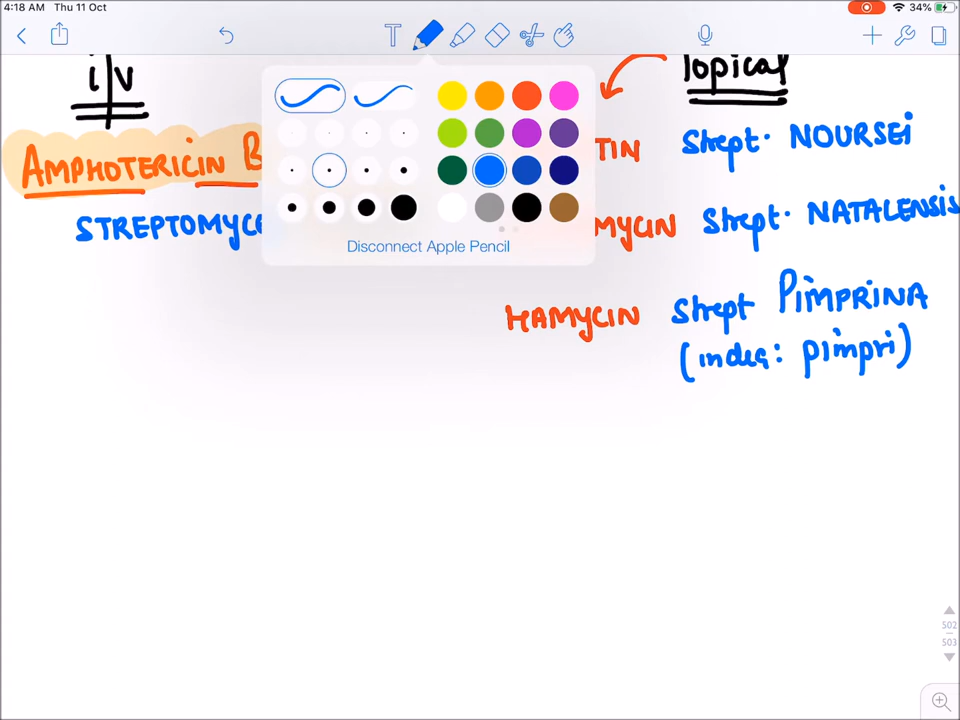 4:18 AM Thu 11 Oct
34%
T
i/v
Topical
AMPHOTERICIN B
TIN Strept. NOURSEi
STREPTOMYCE
MYCIN Strept. NATALENSiS
Disconnect Apple Pencil
HAMYCIN Strept PiMPRINA
(india: pimpri)
502
503